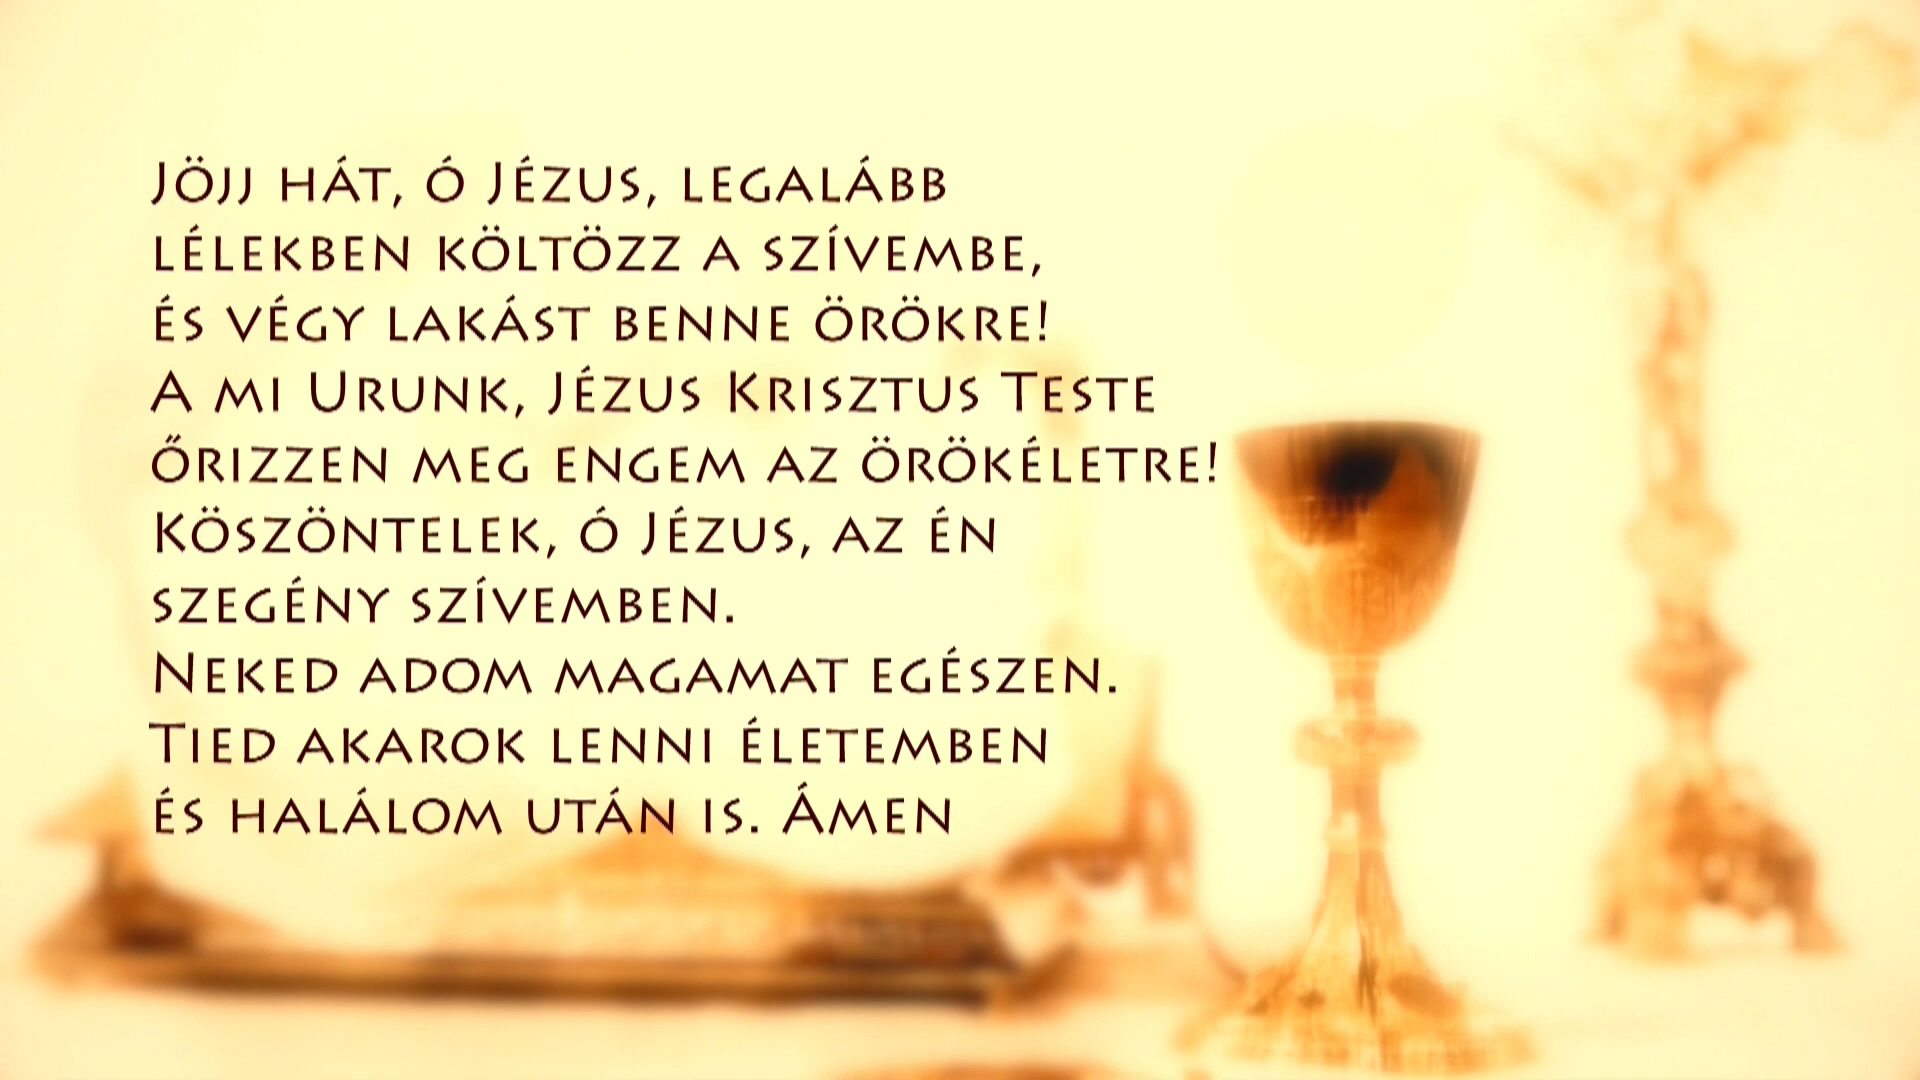 Jöjj hát, ó Jézus, legalább
lélekben költözz a szívembe,
és végy lakást benne örökre!
A mi Urunk, Jézus Krisztus Teste
őrizzen meg engem az örökéletre!
Köszöntelek, ó Jézus, az én
szegény szívemben.
Neked adom magamat egészen.
Tied akarok lenni életemben
és halálom után is. Ámen